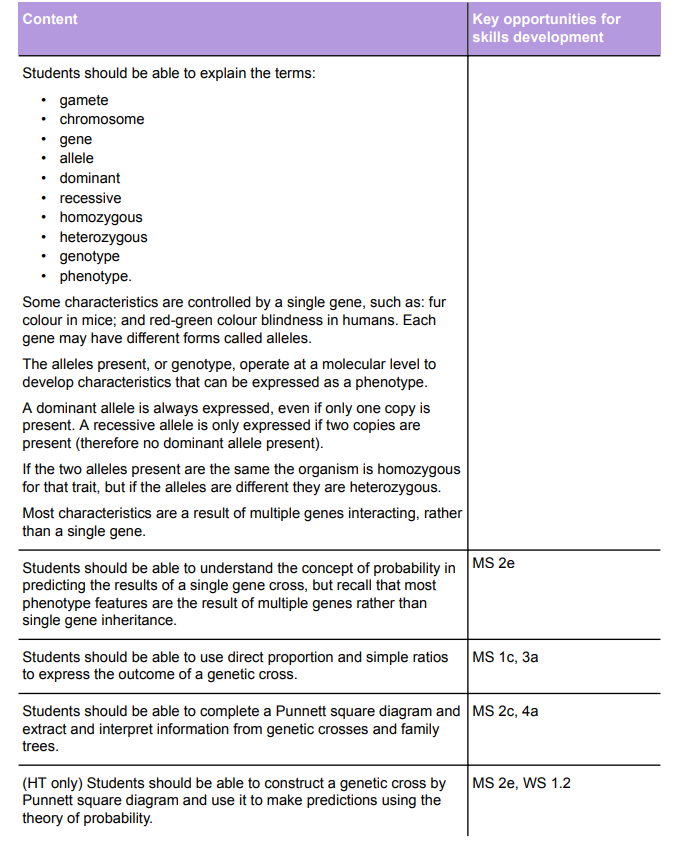 Content
Key opportunities for
skills development
Students should be able to explain the terms:
• gamete
• chromosome
• gene
• allele
• dominant
• recessive
• homozygous
• heterozygous
• genotype
• phenotype.
Some characteristics are controlled by a single gene, such as: fur
colour in mice; and red-green colour blindness in humans. Each
gene may have different forms called alleles.
The alleles present, or genotype, operate at a molecular level to
develop characteristics that can be expressed as a phenotype.
A dominant allele is always expressed, even if only one copy is
present. A recessive allele is only expressed if two copies are
present (therefore no dominant allele present).
If the two alleles present are the same the organism is homozygous
for that trait, but if the alleles are different they are heterozygous.
Most characteristics are a result of multiple genes interacting, rather
than a single gene.
Students should be able to understand the concept of probability in
predicting the results of a single gene cross, but recall that most
phenotype features are the result of multiple genes rather than
single gene inheritance.
MS 2e
Students should be able to use direct proportion and simple ratios
to express the outcome of a genetic cross.
MS 1c, 3a
Students should be able to complete a Punnett square diagram and
extract and interpret information from genetic crosses and family
trees.
MS 2c, 4a
(HT only) Students should be able to construct a genetic cross by
Punnett square diagram and use it to make predictions using the
theory of probability.
MS 2e, WS 1.2